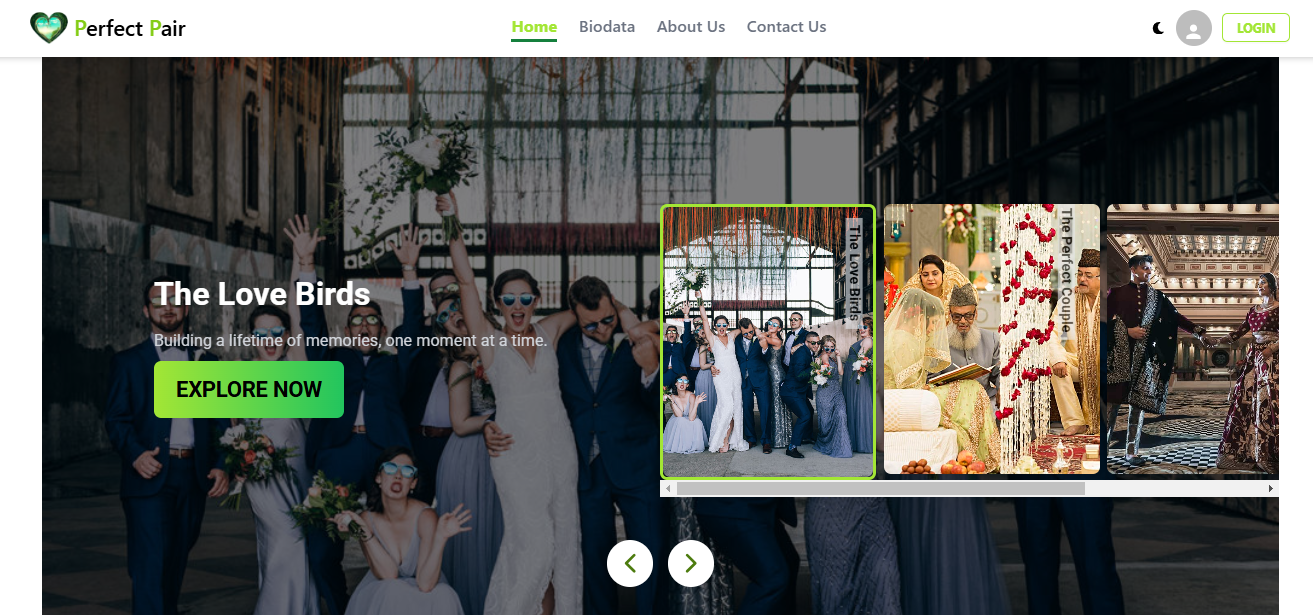 Perfect Pair
Home
Biodata
About Us
Contact Us
LOGIN
The Love Birds
Building a lifetime of memories, one moment at a time.
EXPLORE NOW
The Love Birds
The Perfect Couple